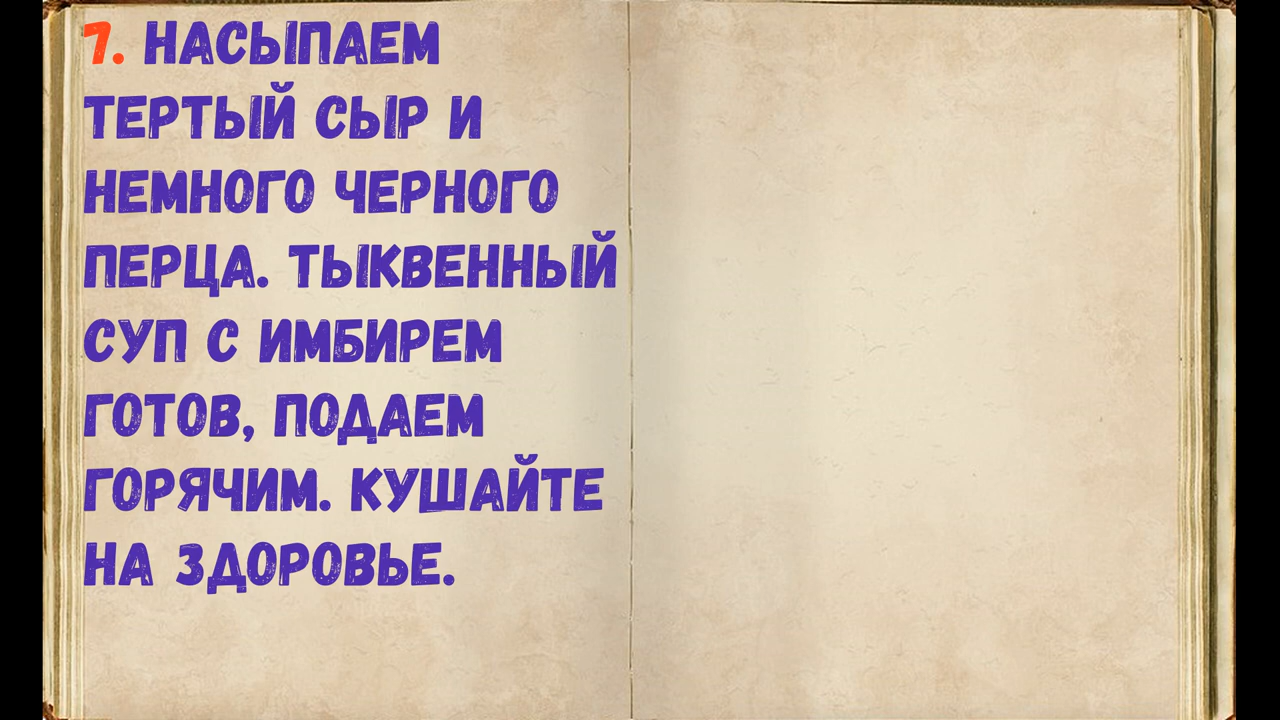 7. НАСЫПАЕМ
ТЕРТЫЙ СЫР И
НЕМНОГО ЧЕРНОГО
ПЕРЦА. ТЫКВЕННЫЙ
СУП С ИМБИРЕМ
ГОТОВ, ПОДАЕМ
ГОРЯЧИМ. КУШАЙТЕ
НА ЗДОРОВЬЕ.